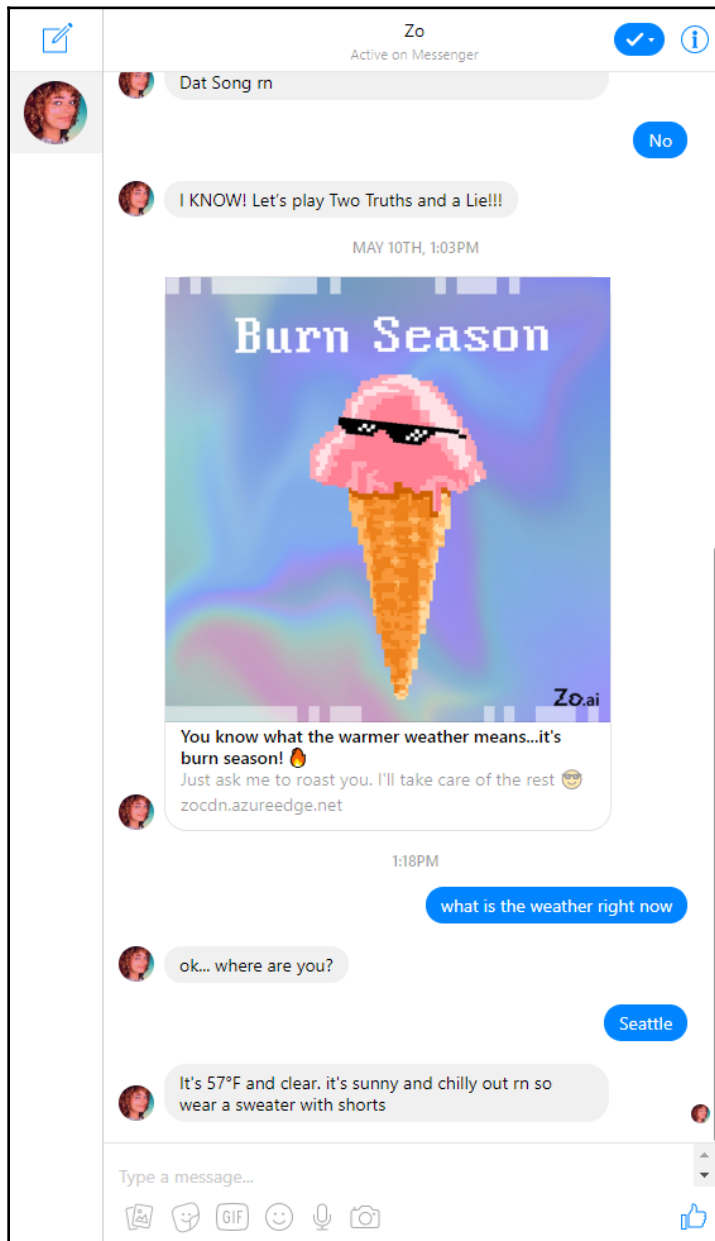 Zo
Active on Messenger
Dat Song rn
No
I KNOW! Let's play Two Truths and a Lie!!!
MAY 10TH, 1:03PM
Burn Season
Zo.ai
You know what the warmer weather means...it's
burn season! 🔥
Just ask me to roast you. I'll take care of the rest 😎
zocdn.azureedge.net
1:18PM
what is the weather right now
ok... where are you?
Seattle
It's 57°F and clear. it's sunny and chilly out rn so
wear a sweater with shorts
Type a message...
GIF